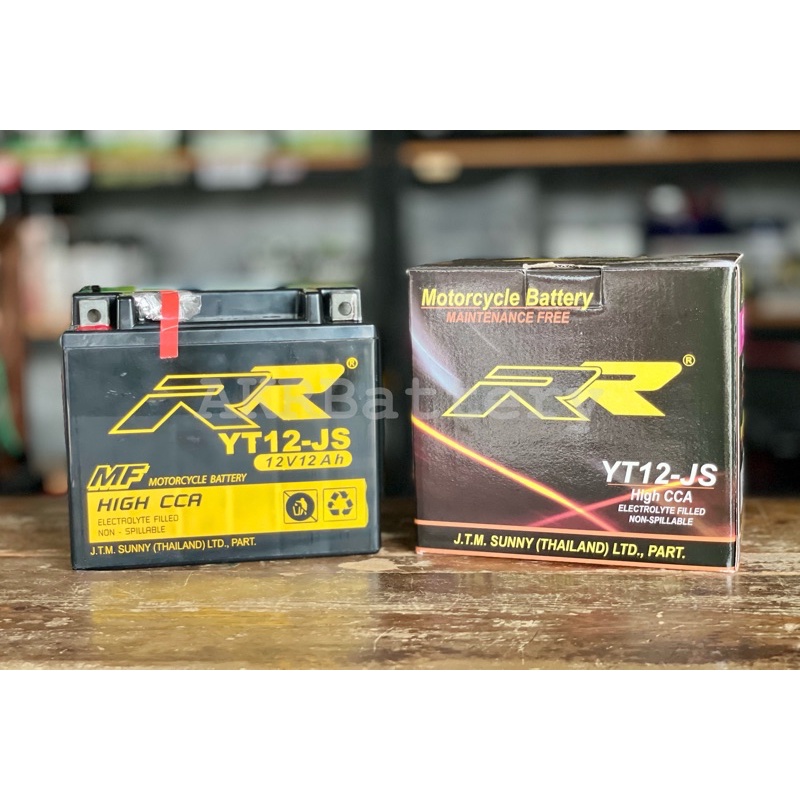 RR®
YT12-JS
12V12Ah
MF MOTORCYCLE BATTERY
HIGH CCA
ELECTROLYTE FILLED
NON - SPILLABLE
J.T.M. SUNNY (THAILAND) LTD., PART.
Motorcycle Battery
MAINTENANCE FREE
RR®
YT12-JS
High CCA
ELECTROLYTE FILLED
NON-SPILLABLE
J.T.M. SUNNY (THAILAND) LTD., PART.